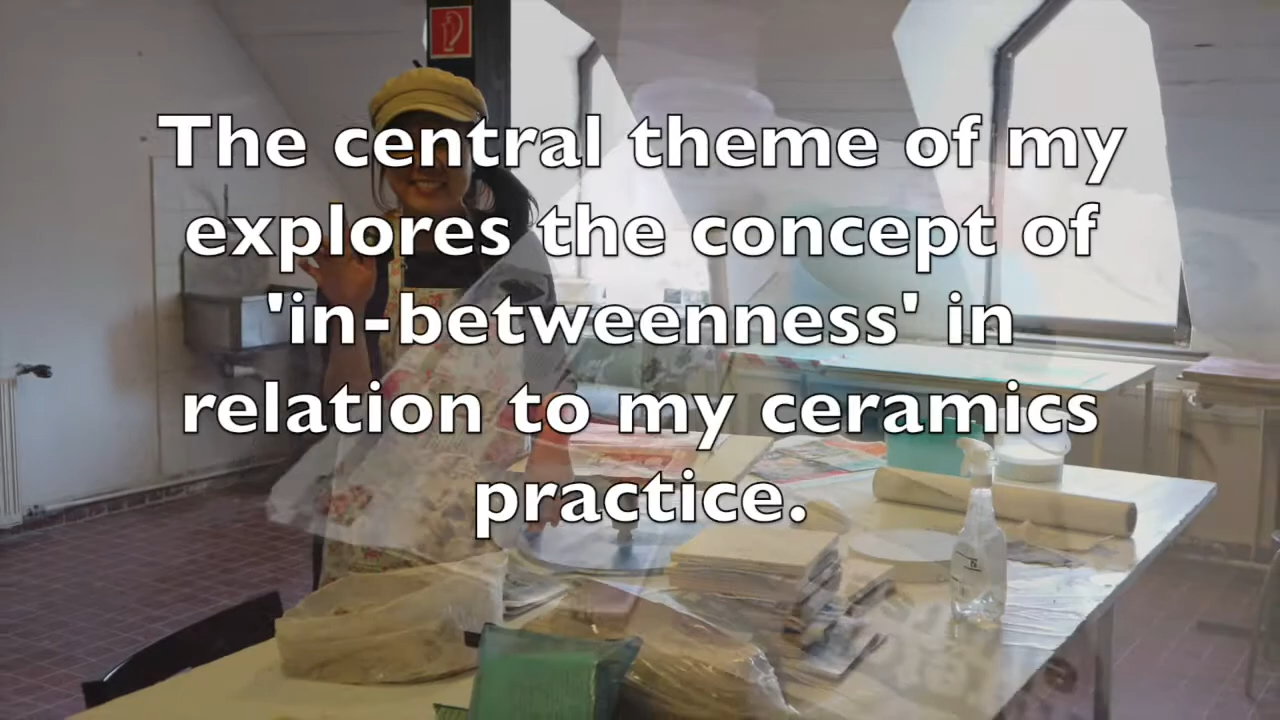 The central theme of my
explores the concept of
'in-betweenness' in
relation to my ceramics
practice.